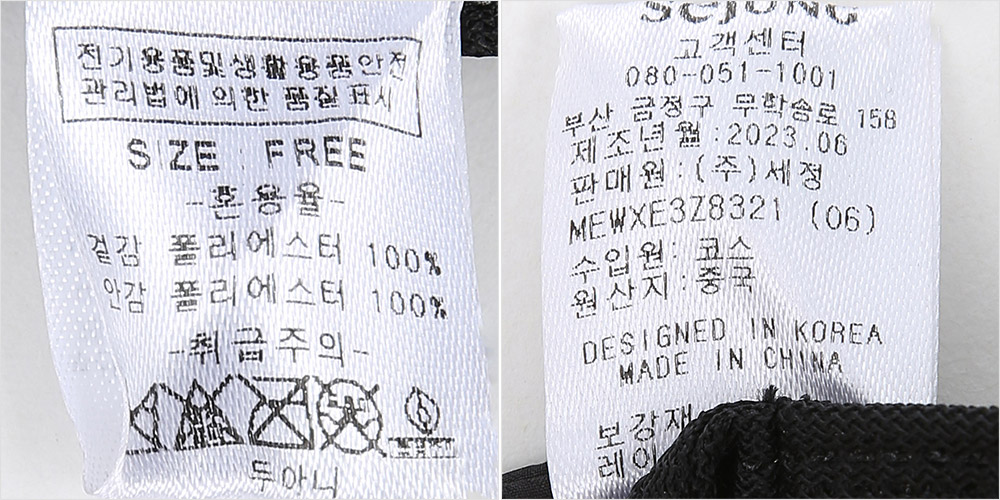 전기용품및생활용품안전
관리법에 의한 품질 표시
SIZE : FREE
-혼용율-
겉감 폴리에스터 100%
안감 폴리에스터 100%
-취급주의-
두아니
sejung
고객센터
080-051-1001
부산 금정구 무학송로 158
제조년월:2023.06
판매원:(주)세정
MEWXE3Z8321 (06)
수입원: 코스
원산지:중국
DESIGNED IN KOREA
MADE IN CHINA
보강재
레이